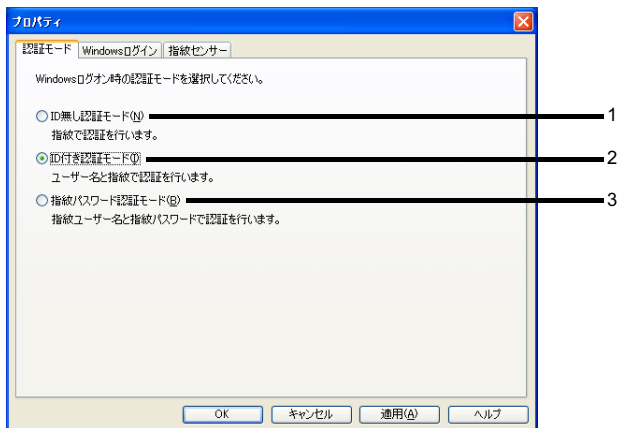 プロパティ
認証モード Windowsログイン 指紋センサー
Windowsログオン時の認証モードを選択してください。
ID無し認証モード(N) 1
指紋で認証を行います。
ID付き認証モード(I) 2
ユーザー名と指紋で認証を行います。
指紋パスワード認証モード(B) 3
指紋ユーザー名と指紋パスワードで認証を行います。
OK キャンセル 適用(A) ヘルプ